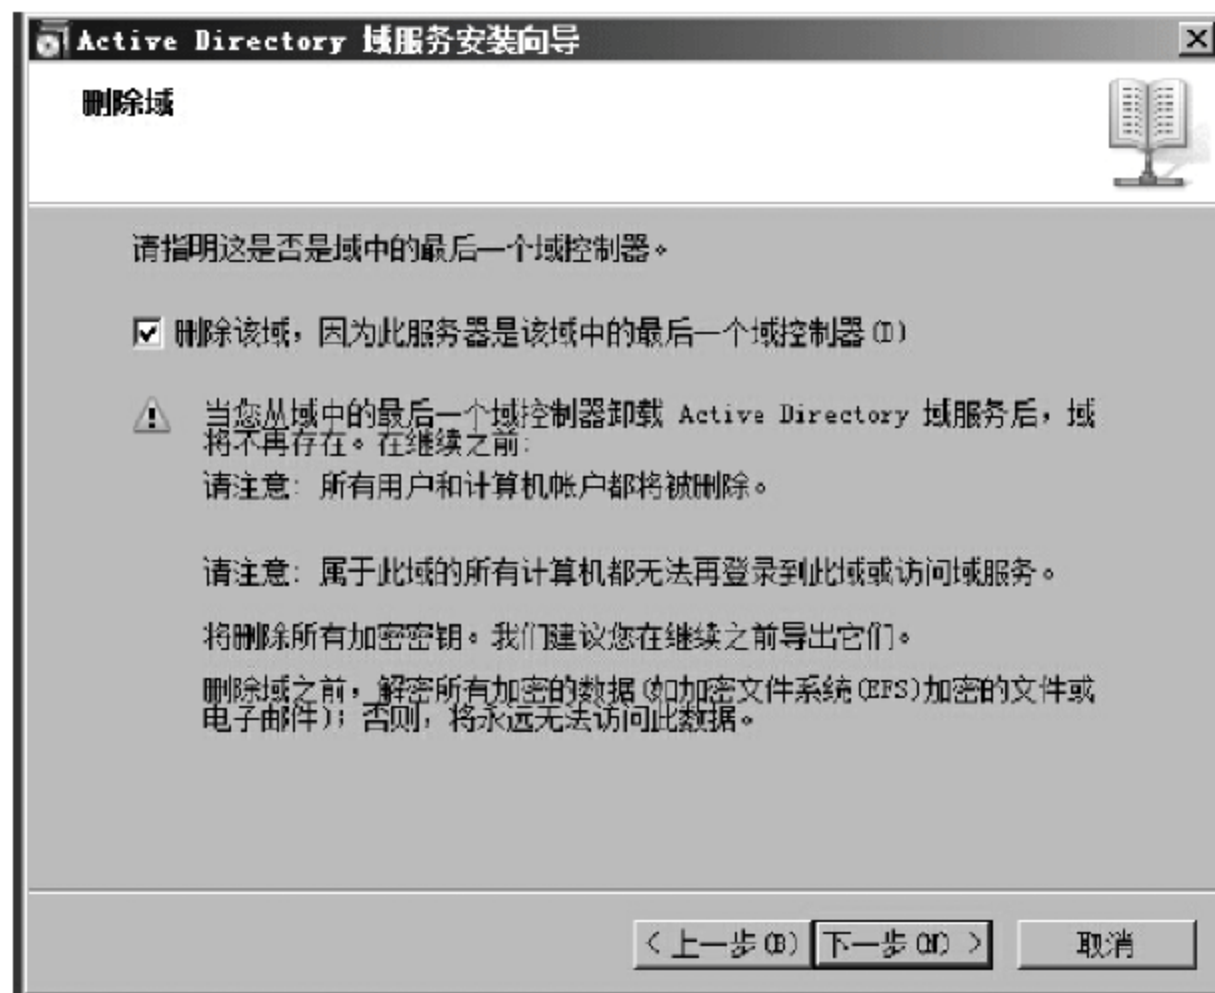 Active Directory 域服务安装向导
删除域
请指明这是否是域中的最后一个域控制器。
删除该域，因为此服务器是该域中的最后一个域控制器(D)
当您从域中的最后一个域控制器卸载 Active Directory 域服务后，域
将不再存在。在继续之前:
请注意: 所有用户和计算机帐户都将被删除。
请注意: 属于此域的所有计算机都无法再登录到此域或访问域服务。
将删除所有加密密钥。我们建议您在继续之前导出它们。
删除域之前，解密所有加密的数据(如加密文件系统(EFS)加密的文件或
电子邮件); 否则，将永远无法访问此数据。
< 上一步(B)
下一步(N) >
取消